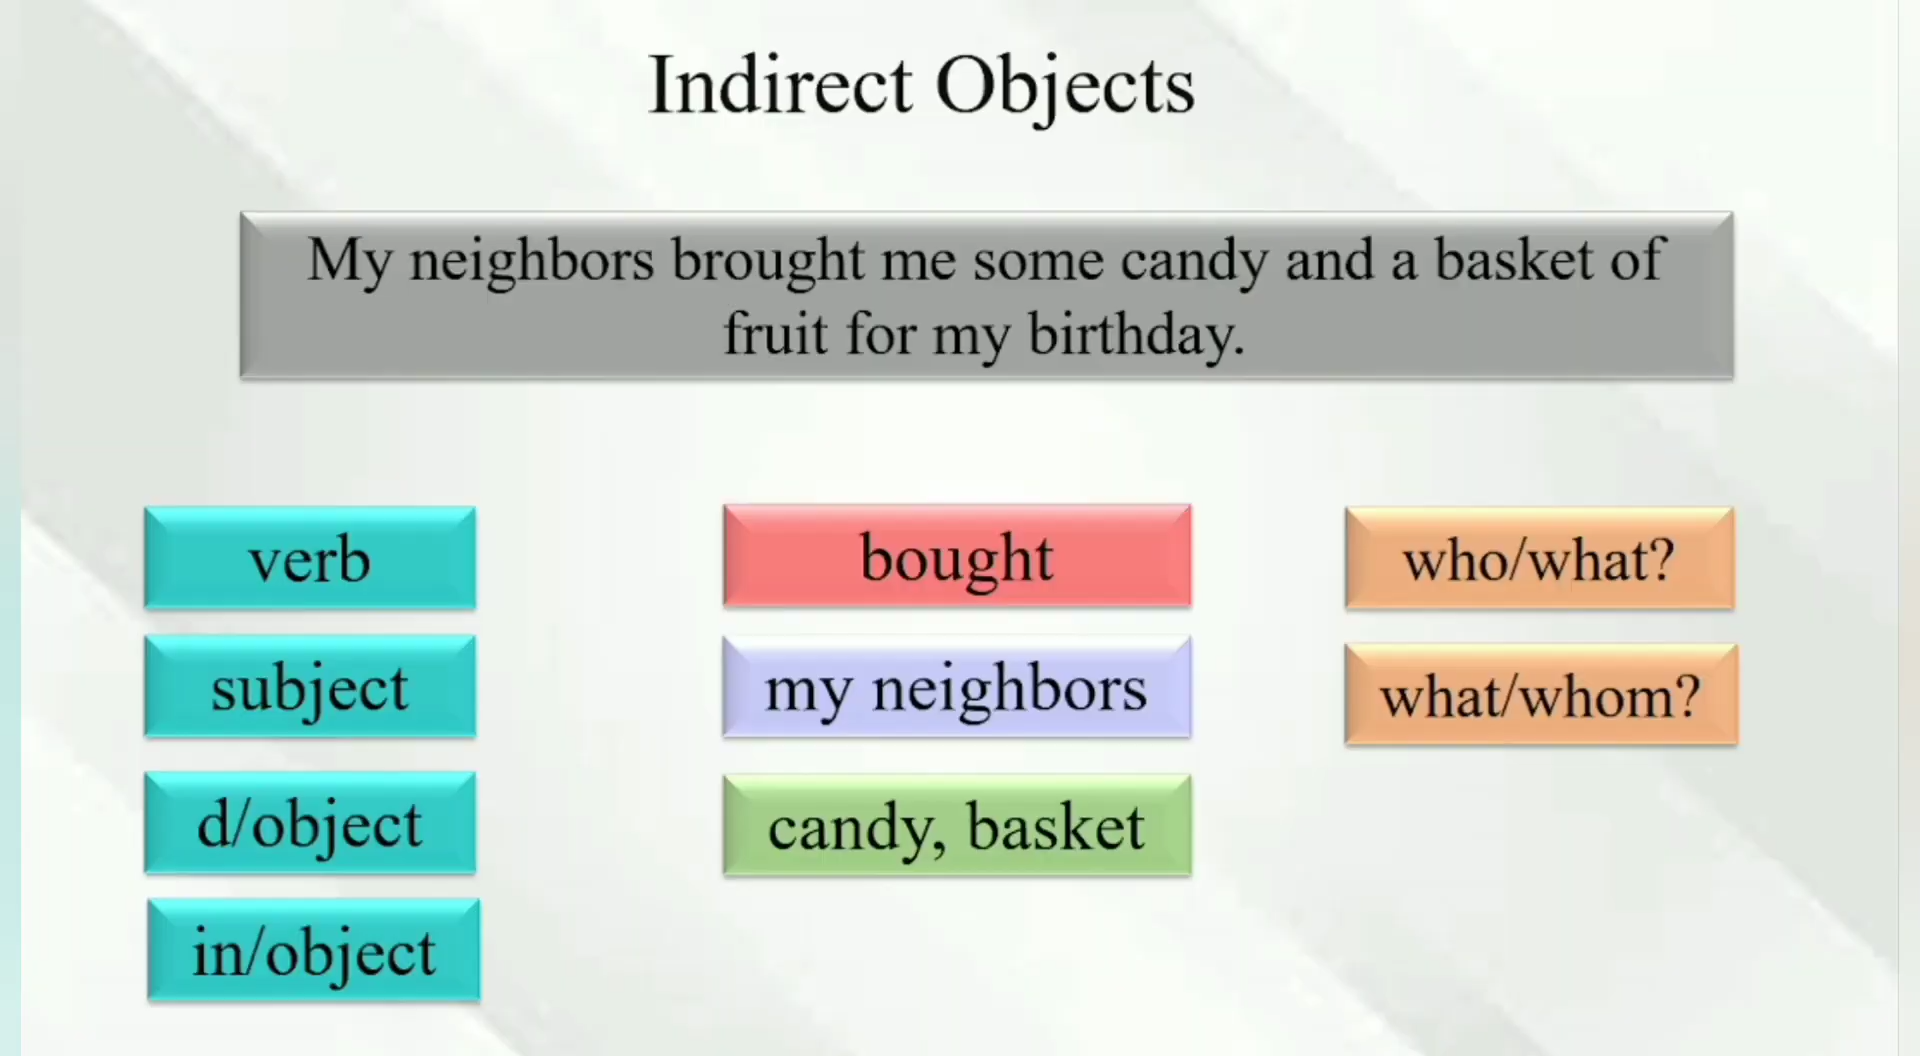 Indirect Objects
My neighbors brought me some candy and a basket of
fruit for my birthday.
verb
bought
who/what?
subject
my neighbors
what/whom?
d/object
candy, basket
in/object